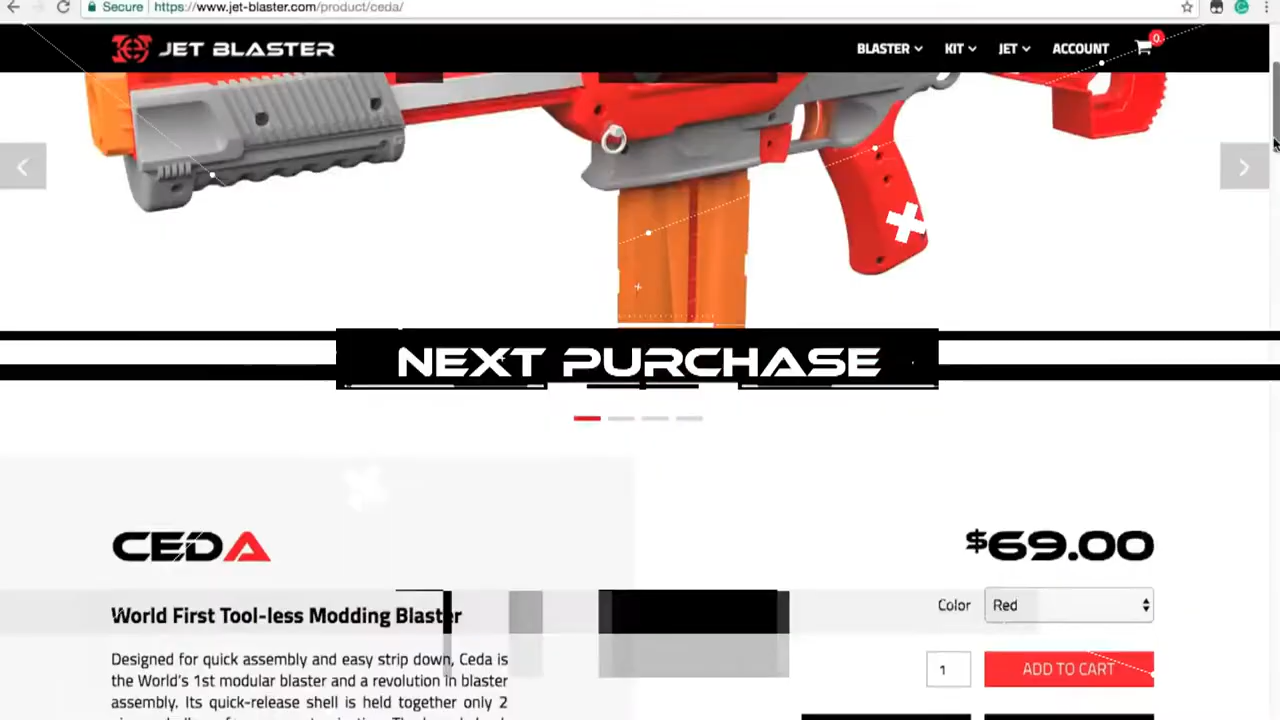 Secure https://www.jet-blaster.com/product/ceda/
JET BLASTER BLASTER KIT JET ACCOUNT 0
NEXT PURCHASE
CEDA
$69.00
World First Tool-less Modding Blaster
Color Red
Designed for quick assembly and easy strip down, Ceda is
the World's 1st modular blaster and a revolution in blaster
assembly. Its quick-release shell is held together only 2
1 ADD TO CART